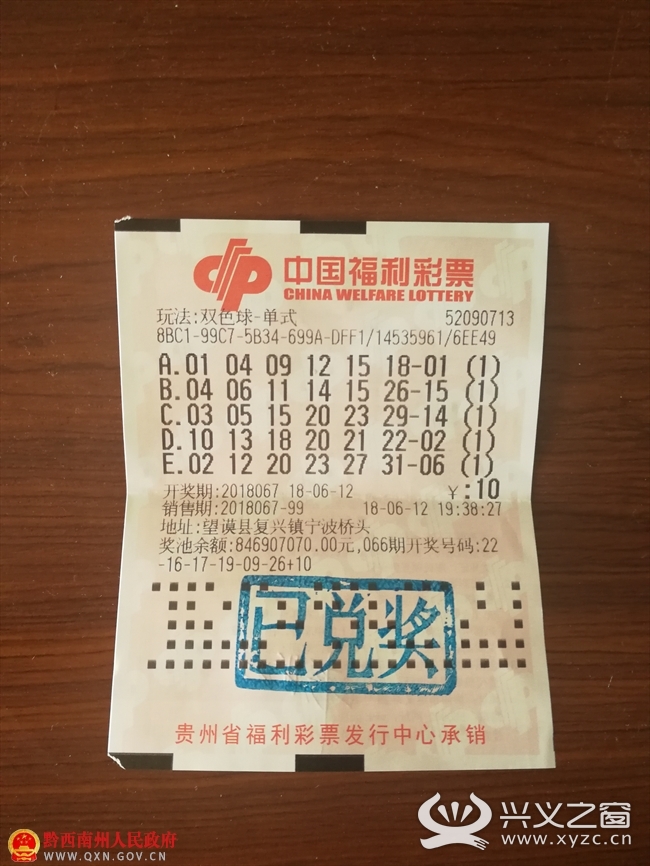 中国福利彩票
CHINA WELFARE LOTTERY
玩法:双色球-单式 52090713
8BC1-99C7-5B34-699A-DFF1/14535961/6EE49
A.01 04 09 12 15 18-01 (1)
B.04 06 11 14 15 26-15 (1)
C.03 05 15 20 23 29-14 (1)
D.10 13 18 20 21 22-02 (1)
E.02 12 20 23 27 31-06 (1)
开奖期:2018067 18-06-12 ¥:10
销售期:2018067-99 18-06-12 19:38:27
地址:望谟县复兴镇宁波桥头
奖池余额:846907070.00元,066期开奖号码:22
-16-17-19-09-26+10
已兑奖
贵州省福利彩票发行中心承销
黔西南州人民政府
WWW.QXN.GOV.CN
兴义之窗
www.xyzc.cn